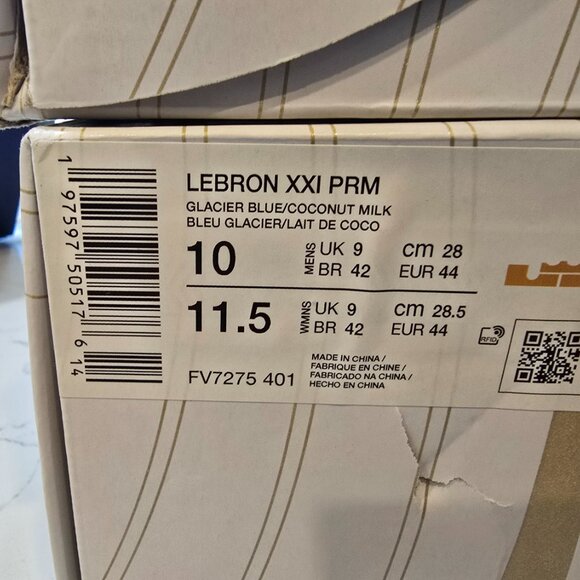 LEBRON XXI PRM
GLACIER BLUE/COCONUT MILK
BLEU GLACIER/LAIT DE COCO
10 MENS UK 9 cm 28
BR 42 EUR 44
11.5 WMNS UK 9 cm 28.5
BR 42 EUR 44
FV7275 401
MADE IN CHINA /
FABRIQUE EN CHINE /
FABRICADO NA CHINA /
HECHO EN CHINA
RFID
1 97597 50517 6 14